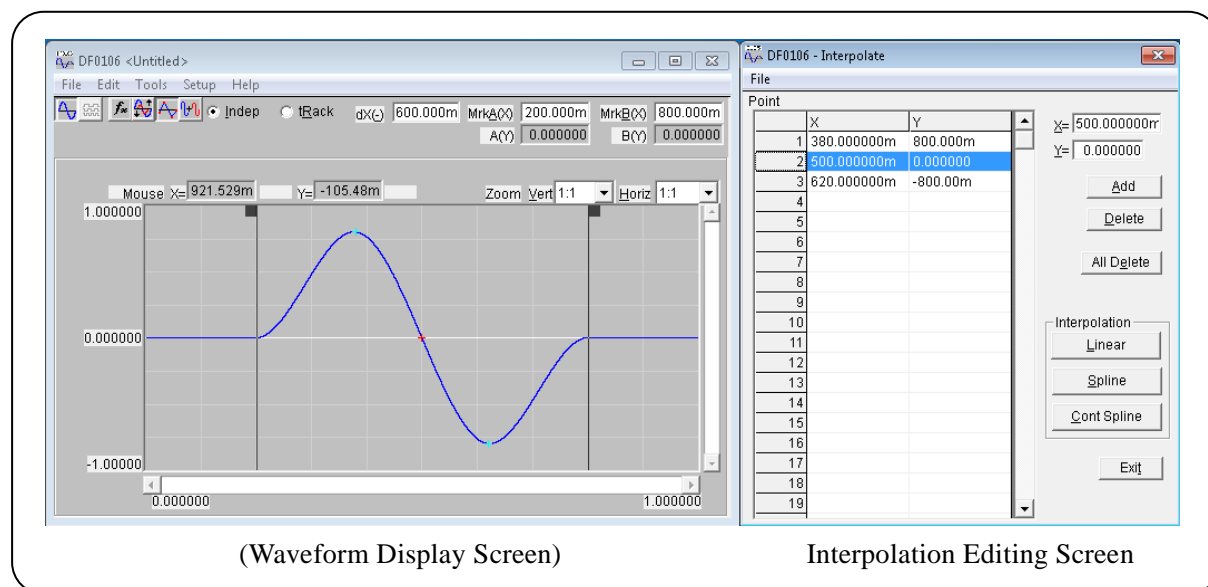 DF0106 <Untitled>
File Edit Tools Setup Help
Indep tRack dX(-) 600.000m MrkA(X) 200.000m MrkB(X) 800.000m
A(Y) 0.000000 B(Y) 0.000000
Mouse X= 921.529m Y= -105.48m Zoom Vert 1:1 Horiz 1:1
1.000000
0.000000
-1.00000
0.000000 1.000000
(Waveform Display Screen)
DF0106 - Interpolate
File
Point
X Y
1 380.000000m 800.000m
2 500.000000m 0.000000
3 620.000000m -800.00m
4
5
6
7
8
9
10
11
12
13
14
15
16
17
18
19
X= 500.000000m
Y= 0.000000
Add
Delete
All Delete
Interpolation
Linear
Spline
Cont Spline
Exit
Interpolation Editing Screen